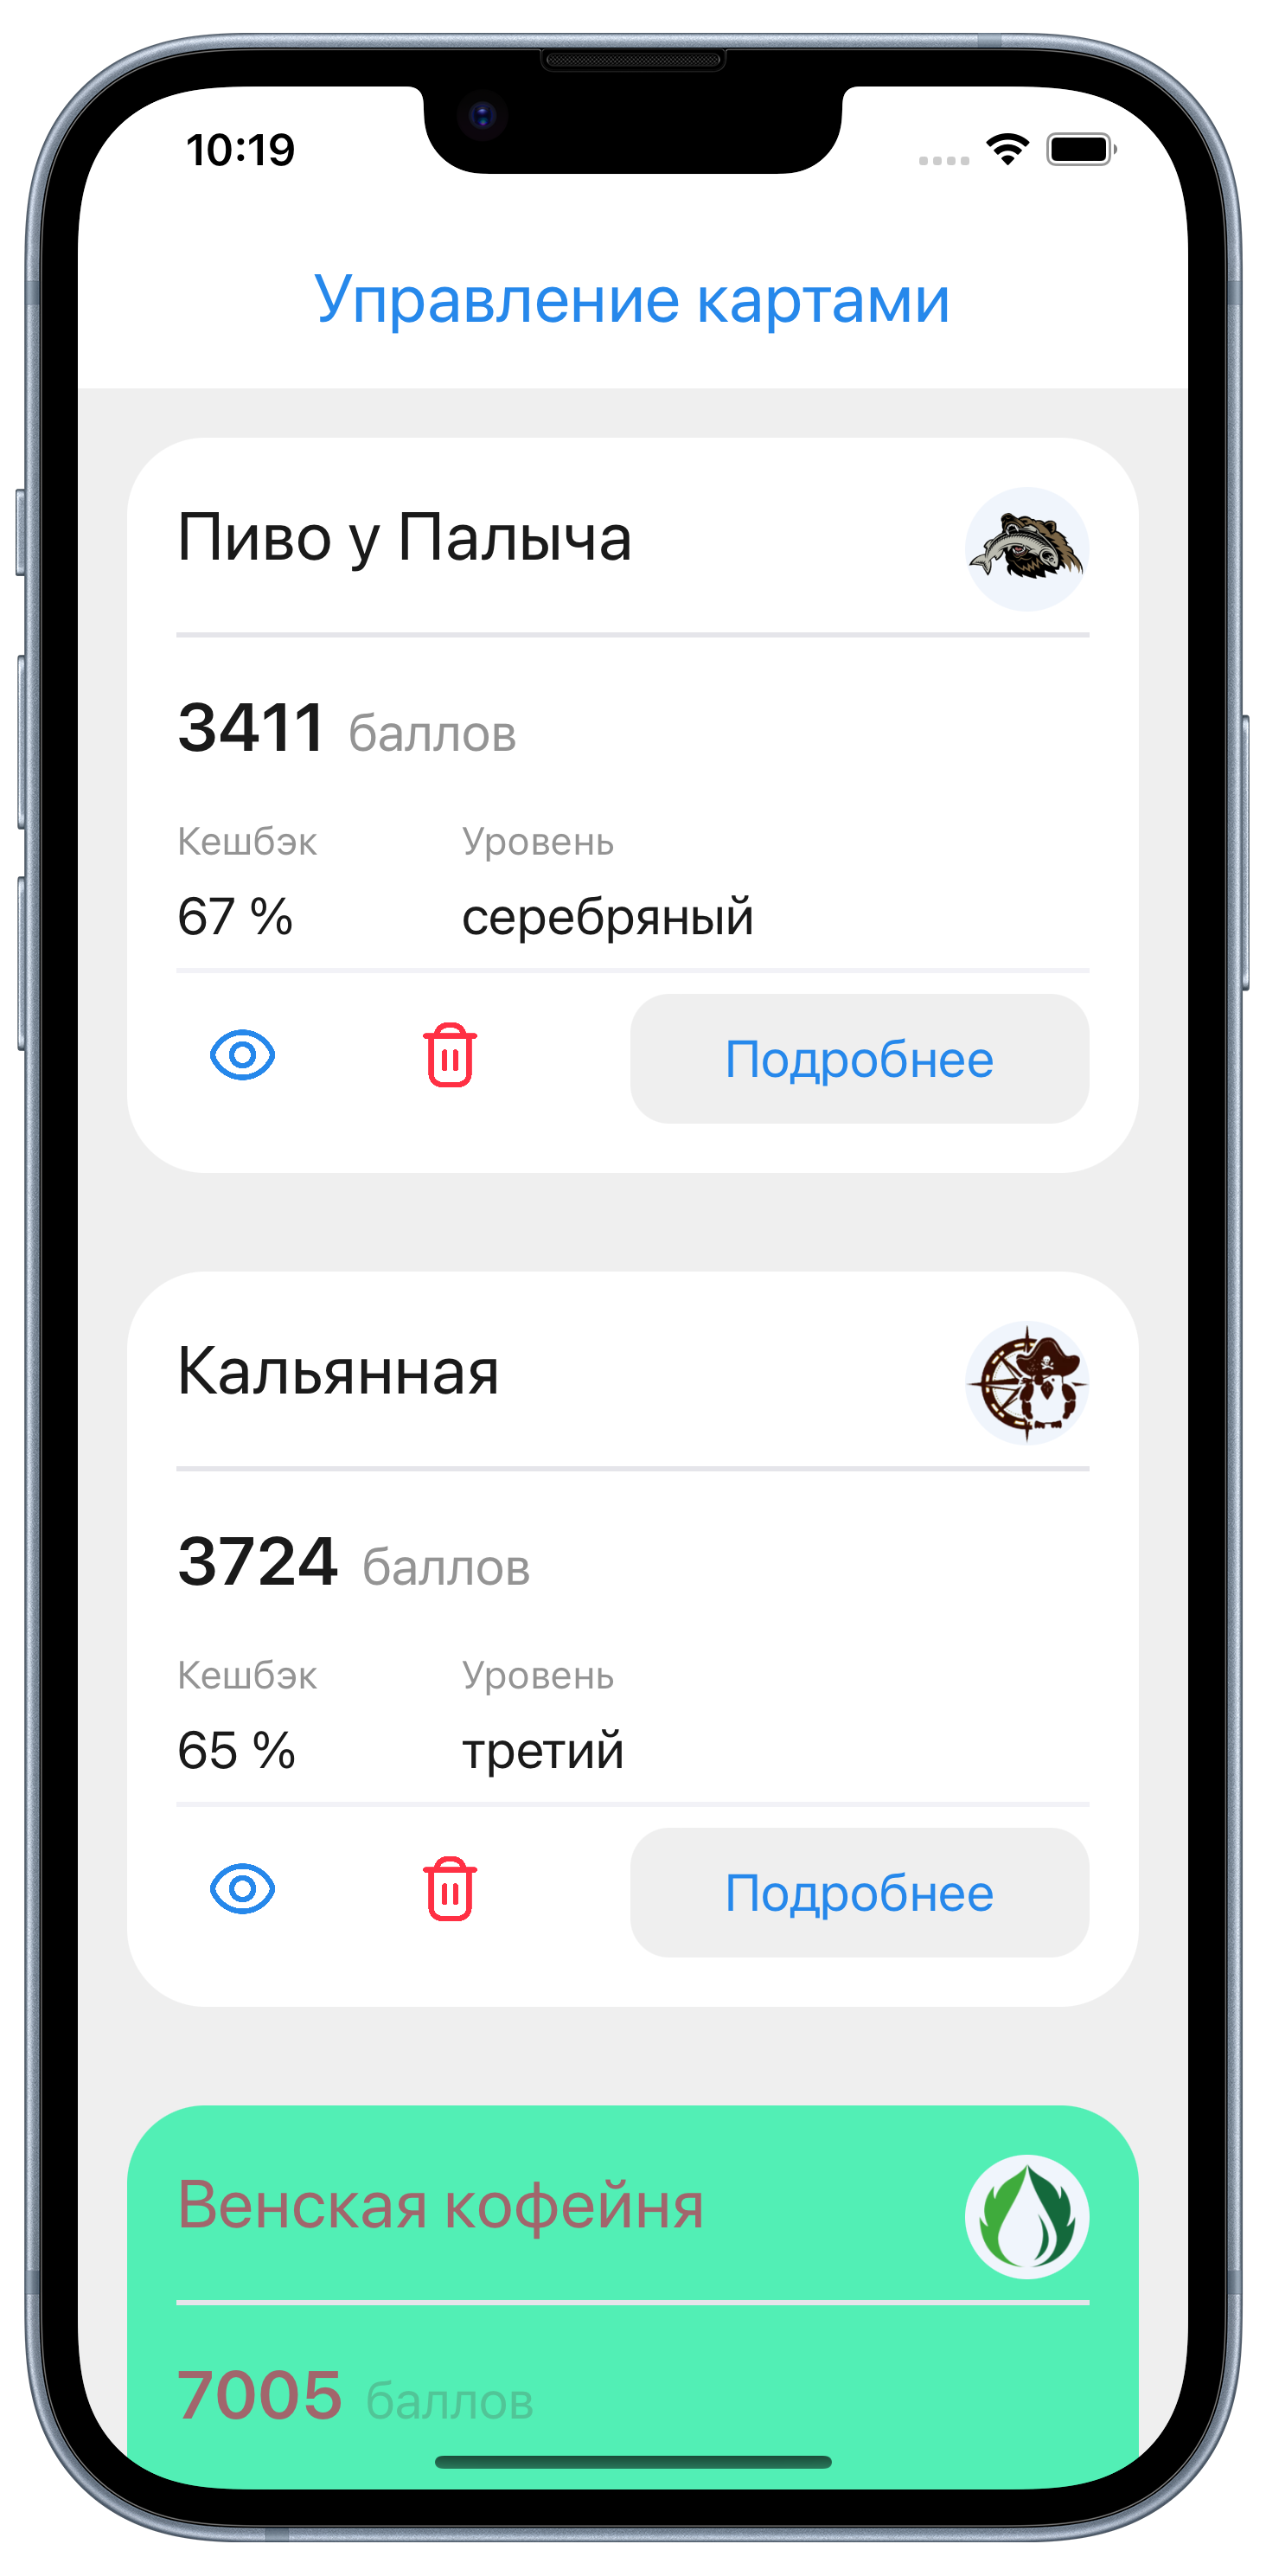 10:19
Управление картами
Пиво у Палыча
3411 баллов
Кешбэк Уровень
67 % серебряный
Подробнее
Кальянная
3724 баллов
Кешбэк Уровень
65 % третий
Подробнее
Венская кофейня
7005 баллов